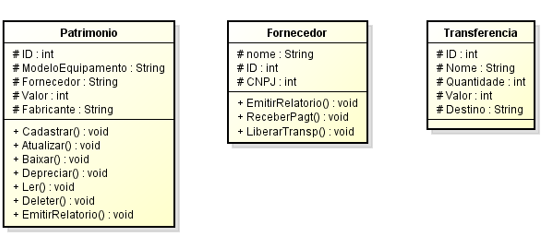 Patrimonio
# ID : int
# ModeloEquipamento : String
# Fornecedor : String
# Valor : int
# Fabricante : String
+ Cadastrar() : void
+ Atualizar() : void
+ Baixar() : void
+ Depreciar() : void
+ Ler() : void
+ Deleter() : void
+ EmitirRelatorio() : void
Fornecedor
# nome : String
# ID : int
# CNPJ : int
+ EmitirRelatorio() : void
+ ReceberPagt() : void
+ LiberarTransp() : void
Transferencia
# ID : int
# Nome : String
# Quantidade : int
# Valor : int
# Destino : String